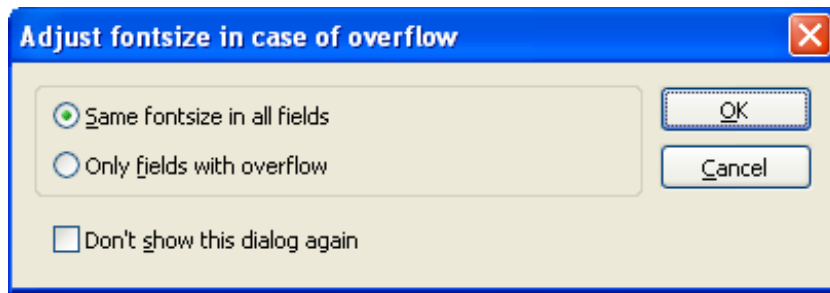 Adjust fontsize in case of overflow
Same fontsize in all fields
OK
Only fields with overflow
Cancel
Don't show this dialog again